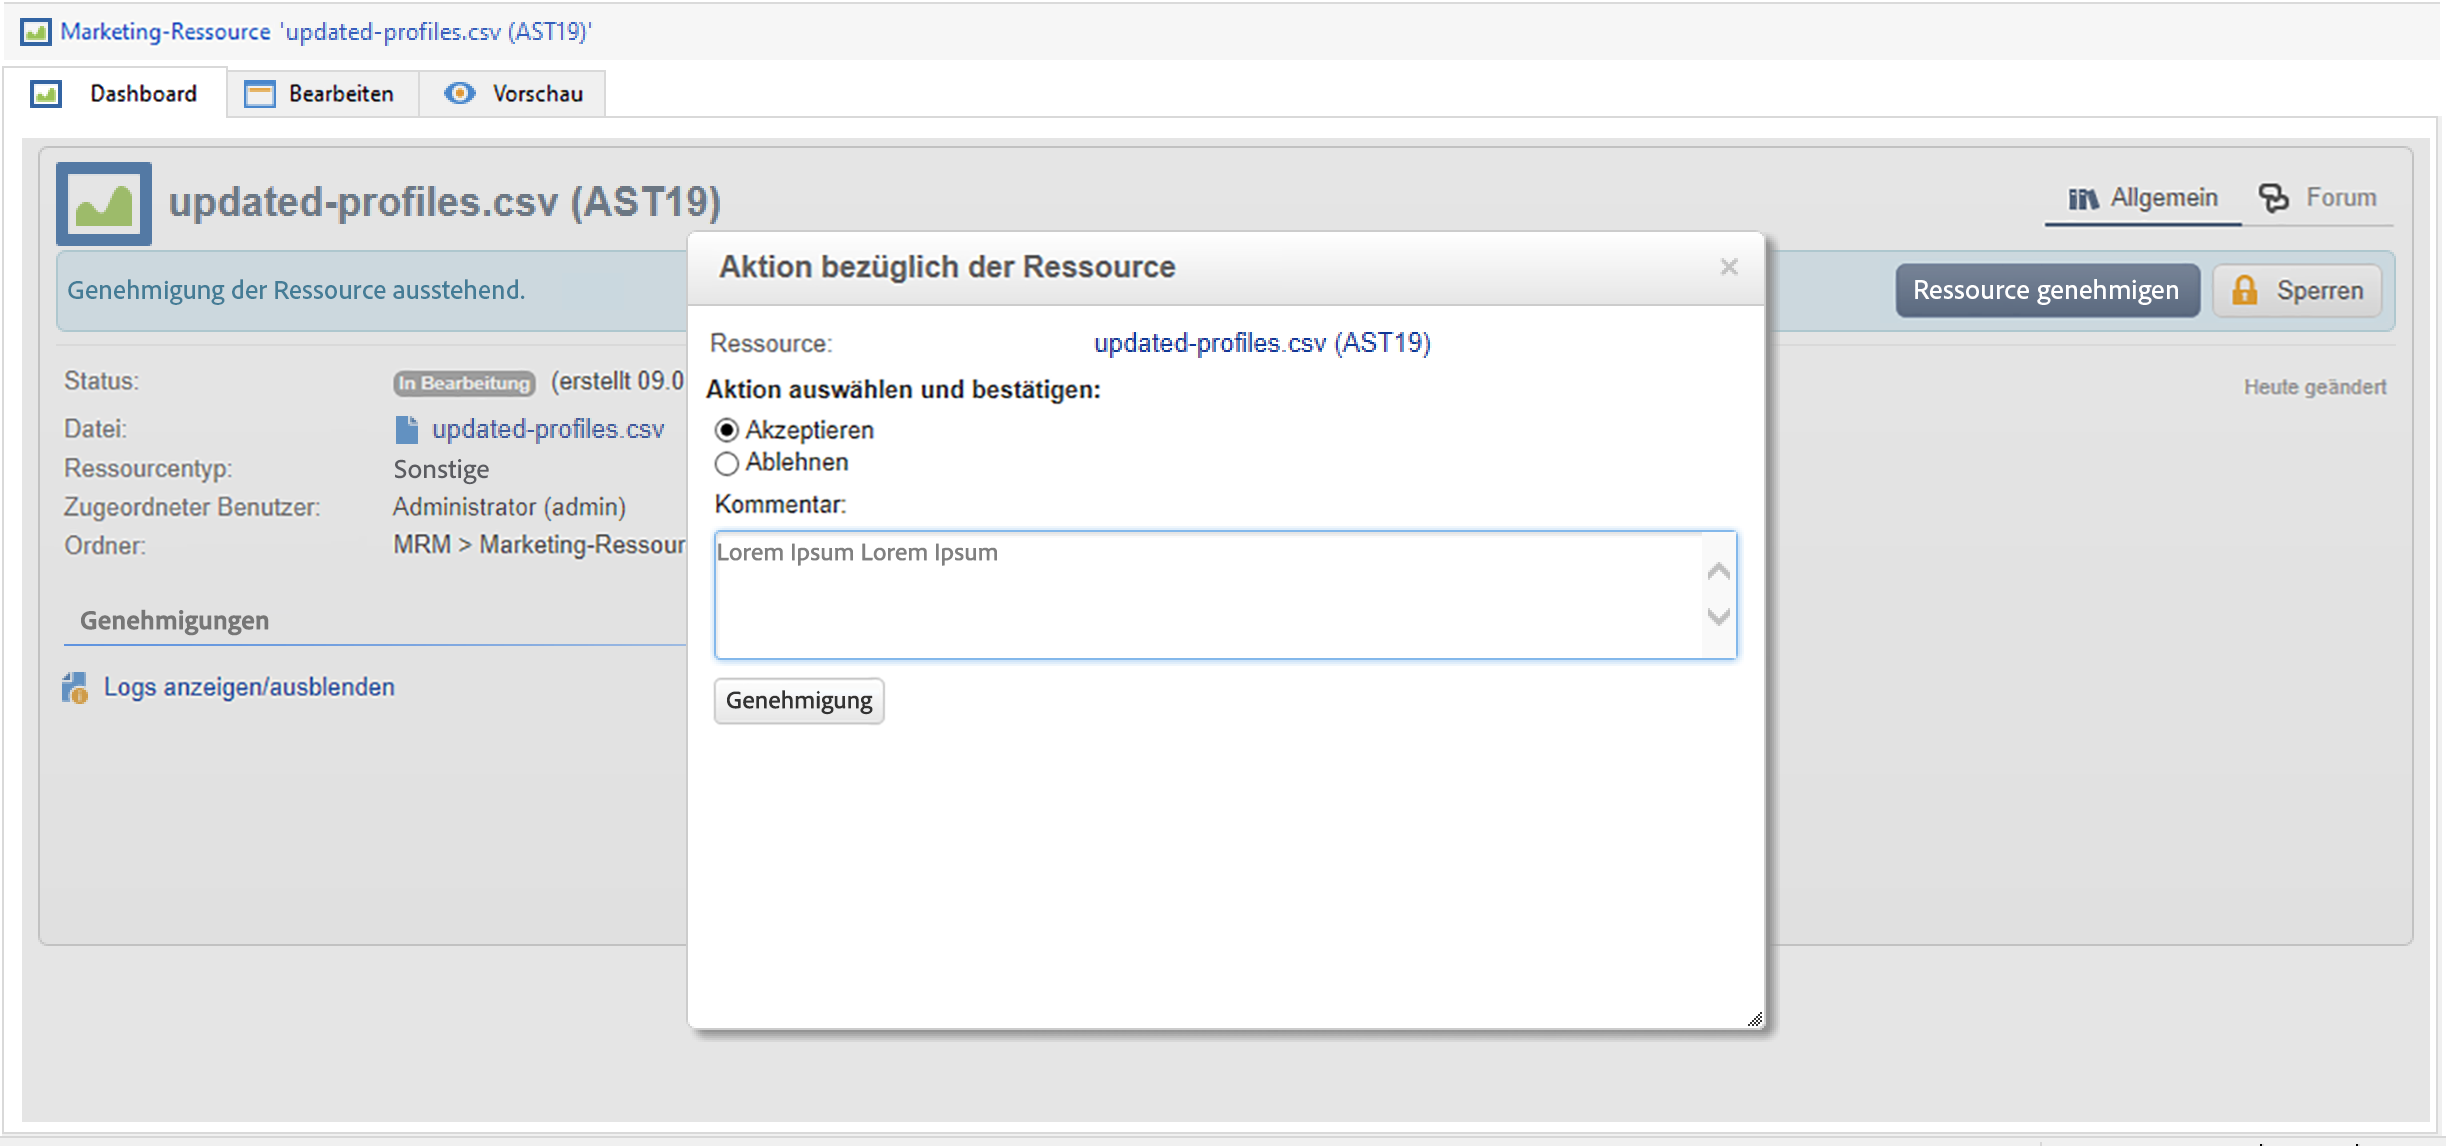 Marketing-Ressource 'updated-profiles.csv (AST19)'
Dashboard Bearbeiten Vorschau
updated-profiles.csv (AST19)
Allgemein Forum
Aktion bezüglich der Ressource
Genehmigung der Ressource ausstehend.
Ressource genehmigen Sperren
Ressource: updated-profiles.csv (AST19)
Status: In Bearbeitung (erstellt 09.0
Heute geändert
Aktion auswählen und bestätigen:
Akzeptieren
Ablehnen
Datei: updated-profiles.csv
Ressourcentyp: Sonstige
Zugeordneter Benutzer: Administrator (admin)
Ordner: MRM > Marketing-Ressour
Kommentar:
Lorem Ipsum Lorem Ipsum
Genehmigungen
Logs anzeigen/ausblenden
Genehmigung